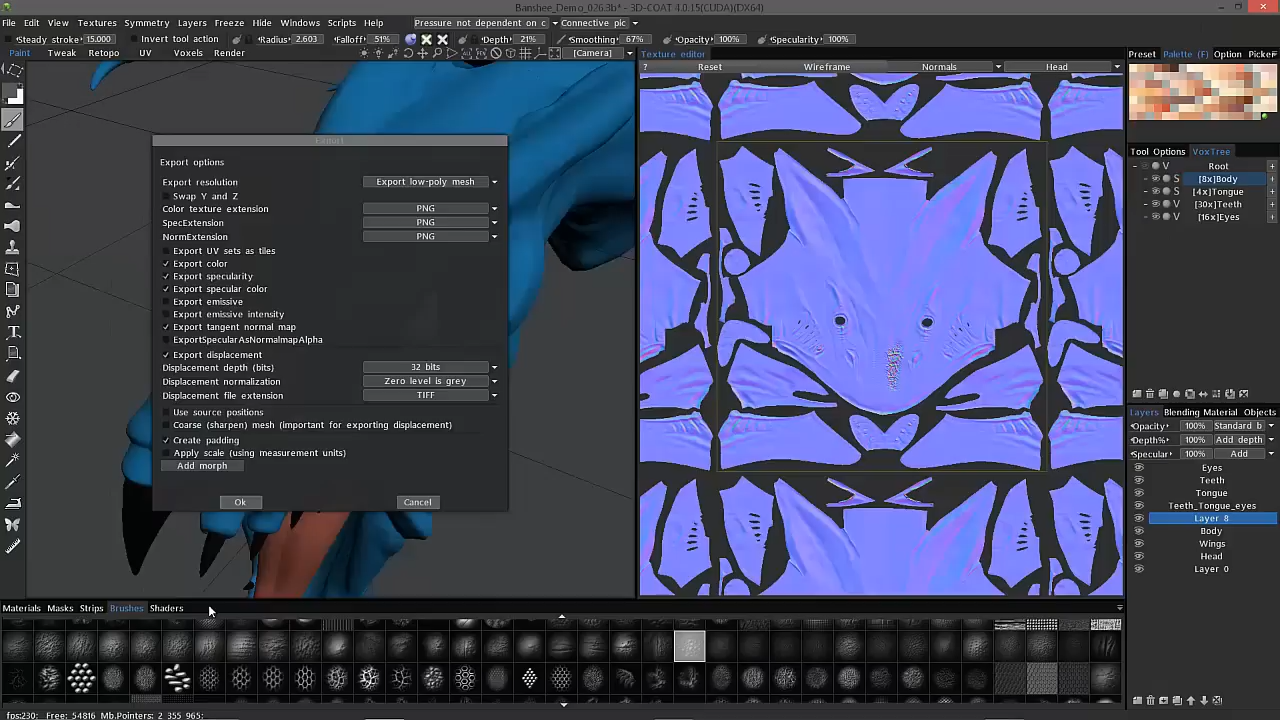 Banshee_Demo_026.3b* - 3D-COAT 4.0.15(CUDA)(DX64)
File Edit View Textures Symmetry Layers Freeze Hide Windows Scripts Help Pressure not dependent on c Connective plc
Steady stroke Invert tool action Radius: 2.603 Falloff: 51% Depth: 21% Smoothing: 67% Opacity: 100% Specularity: 100%
Paint Tweak Retopo UV Voxels Render [Camera] Texture editor Preset Palette (F) Option Picker
? Reset Wireframe Normals Head
Export
Export options
Export resolution Export low-poly mesh
Swap Y and Z
Color texture extension PNG
SpecExtension PNG
NormExtension PNG
Export UV sets as tiles
Export color
Export specularity
Export specular color
Export emissive
Export emissive intensity
Export tangent normal map
ExportSpecularAsNormalmapAlpha
Export displacement
Displacement depth (bits) 32 bits
Displacement normalization Zero level is grey
Displacement file extension TIFF
Use source positions
Coarse (sharpen) mesh (important for exporting displacement)
Create padding
Apply scale (using measurement units)
Add morph
Ok Cancel
Tool Options VoxTree
V Root +
S [8x]Body +
S [4x]Tongue +
V [30x]Teeth +
V [16x]Eyes +
Layers Blending Material Objects
Opacity: 100% Standard b
Depth% 100% Add depth
Specular: 100% Add
Eyes
Teeth
Tongue
Teeth_Tongue_eyes
Layer 8
Body
Wings
Head
Layer 0
Materials Masks Strips Brushes Shaders
fps:230; Free: 54816 Mb.Pointers: 2 355 965;